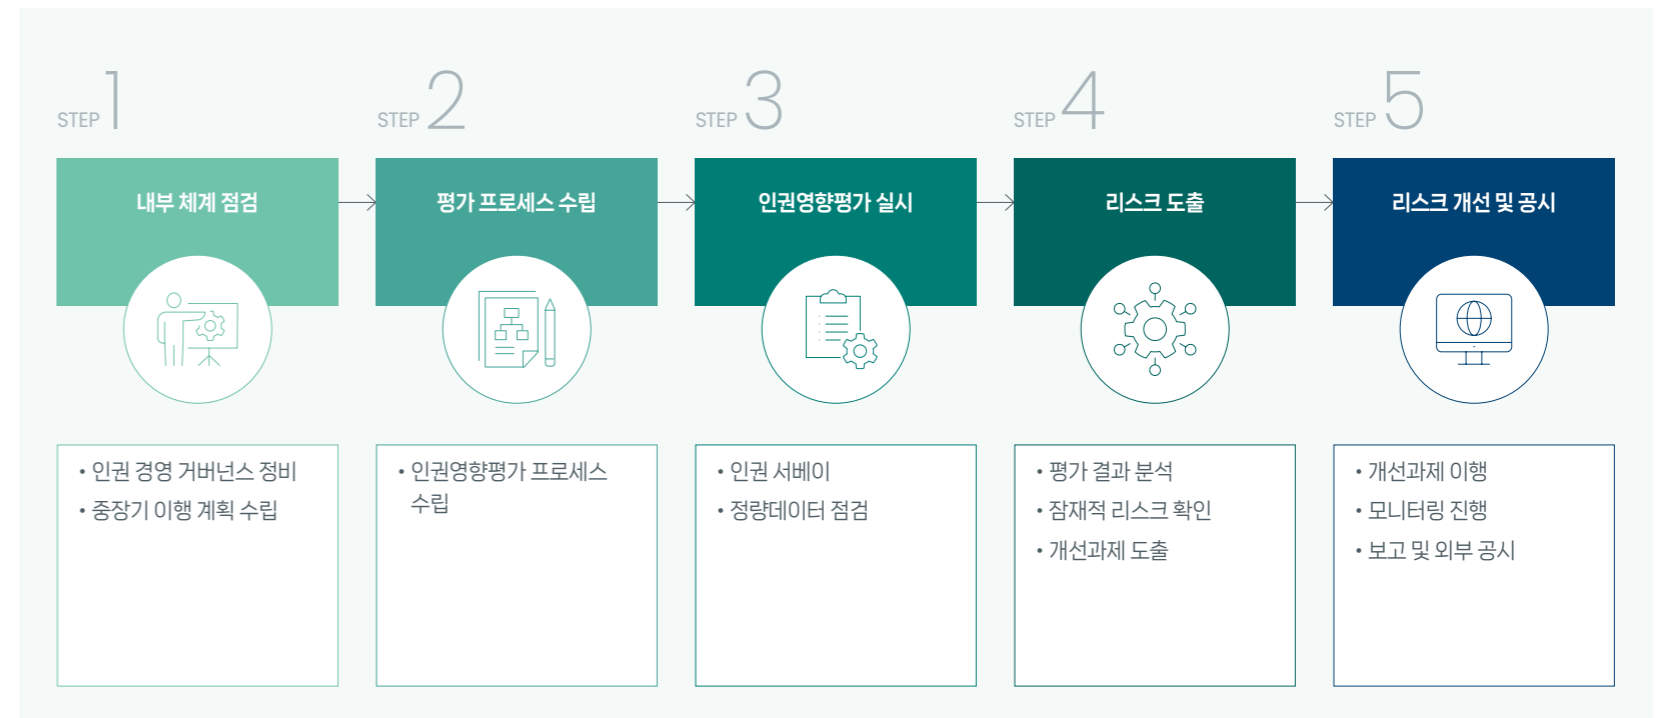 STEP 1
내부 체계 점검
• 인권 경영 거버넌스 정비
• 중장기 이행 계획 수립
STEP 2
평가 프로세스 수립
• 인권영향평가 프로세스
수립
STEP 3
인권영향평가 실시
• 인권 서베이
• 정량데이터 점검
STEP 4
리스크 도출
• 평가 결과 분석
• 잠재적 리스크 확인
• 개선과제 도출
STEP 5
리스크 개선 및 공시
• 개선과제 이행
• 모니터링 진행
• 보고 및 외부 공시